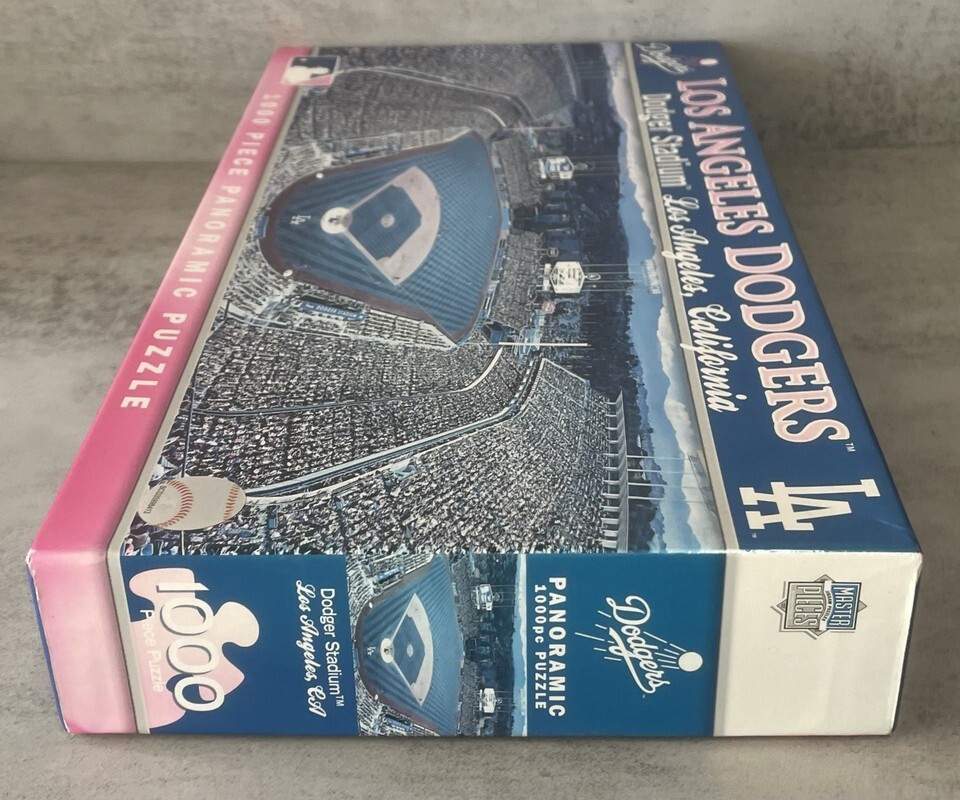 Dodgers
LOS ANGELES DODGERS™
Dodger Stadium™ Los Angeles, California
LA
1000 PIECE PANORAMIC PUZZLE
1000
Piece Puzzle
Dodger Stadium™
Los Angeles, CA
PANORAMIC
1000pc PUZZLE
Dodgers
MASTER
PIECES